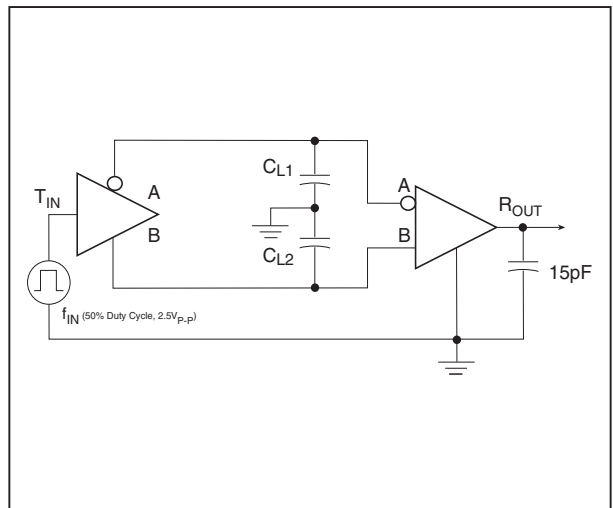 T_IN
A
B
f_IN (50% Duty Cycle, 2.5V_P-P)
C_L1
C_L2
A
B
R_OUT
15pF